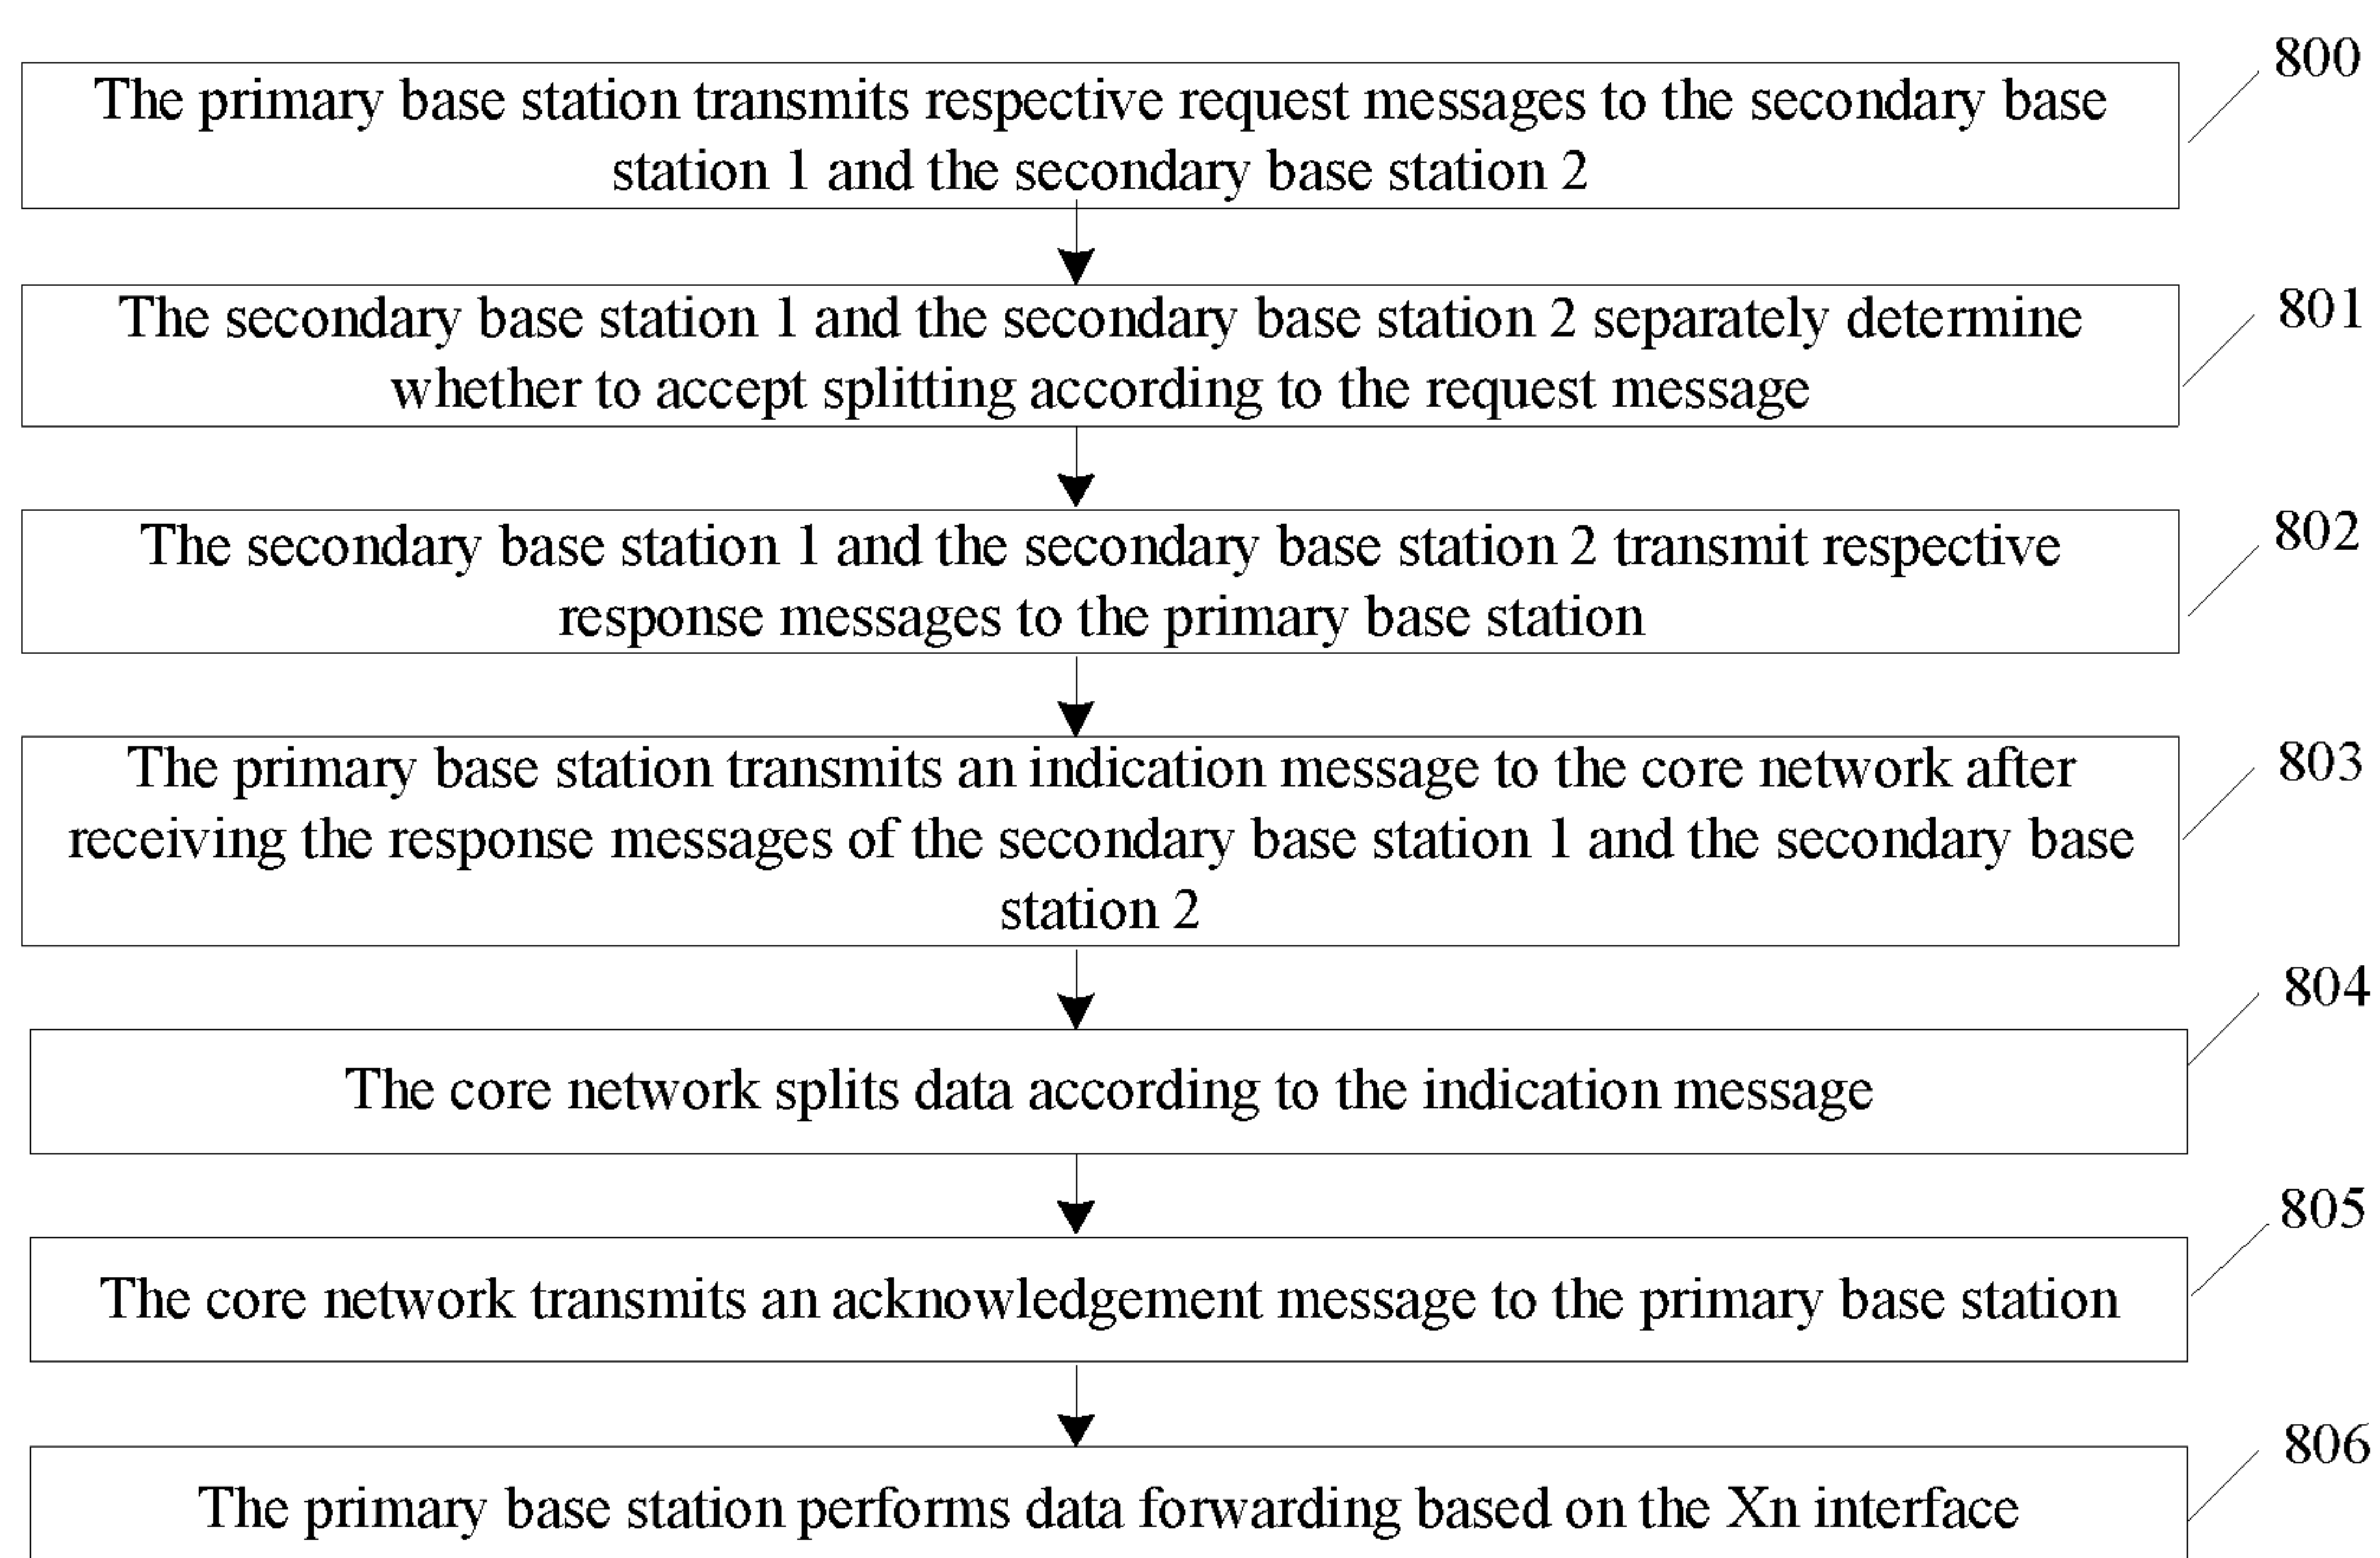 800
The primary base station transmits respective request messages to the secondary base
station 1 and the secondary base station 2
801
The secondary base station 1 and the secondary base station 2 separately determine
whether to accept splitting according to the request message
802
The secondary base station 1 and the secondary base station 2 transmit respective
response messages to the primary base station
803
The primary base station transmits an indication message to the core network after
receiving the response messages of the secondary base station 1 and the secondary base
station 2
804
The core network splits data according to the indication message
805
The core network transmits an acknowledgement message to the primary base station
806
The primary base station performs data forwarding based on the Xn interface